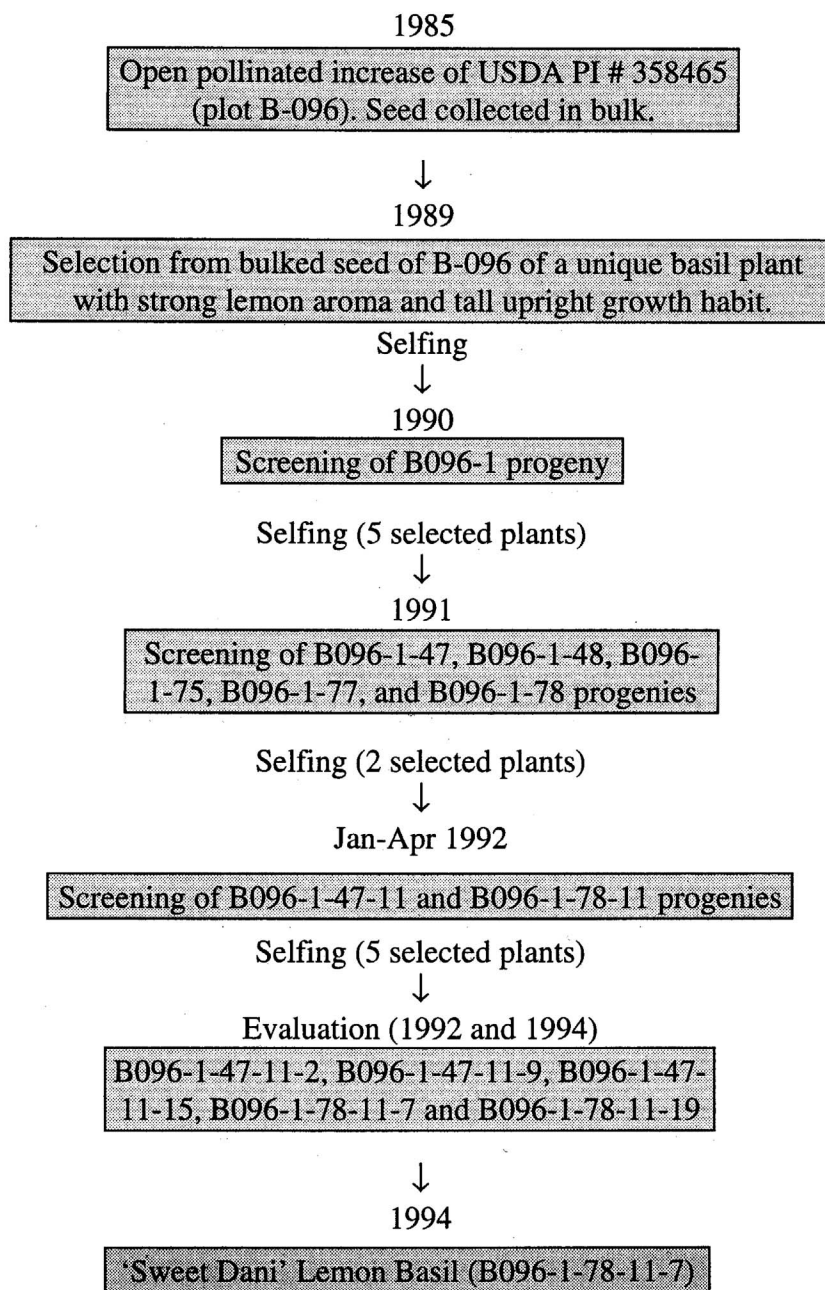 1985
Open pollinated increase of USDA PI # 358465
(plot B-096). Seed collected in bulk.
↓
1989
Selection from bulked seed of B-096 of a unique basil plant
with strong lemon aroma and tall upright growth habit.
Selfing
↓
1990
Screening of B096-1 progeny
Selfing (5 selected plants)
↓
1991
Screening of B096-1-47, B096-1-48, B096-
1-75, B096-1-77, and B096-1-78 progenies
Selfing (2 selected plants)
↓
Jan-Apr 1992
Screening of B096-1-47-11 and B096-1-78-11 progenies
Selfing (5 selected plants)
↓
Evaluation (1992 and 1994)
B096-1-47-11-2, B096-1-47-11-9, B096-1-47-
11-15, B096-1-78-11-7 and B096-1-78-11-19
↓
1994
‘Sweet Dani’ Lemon Basil (B096-1-78-11-7)